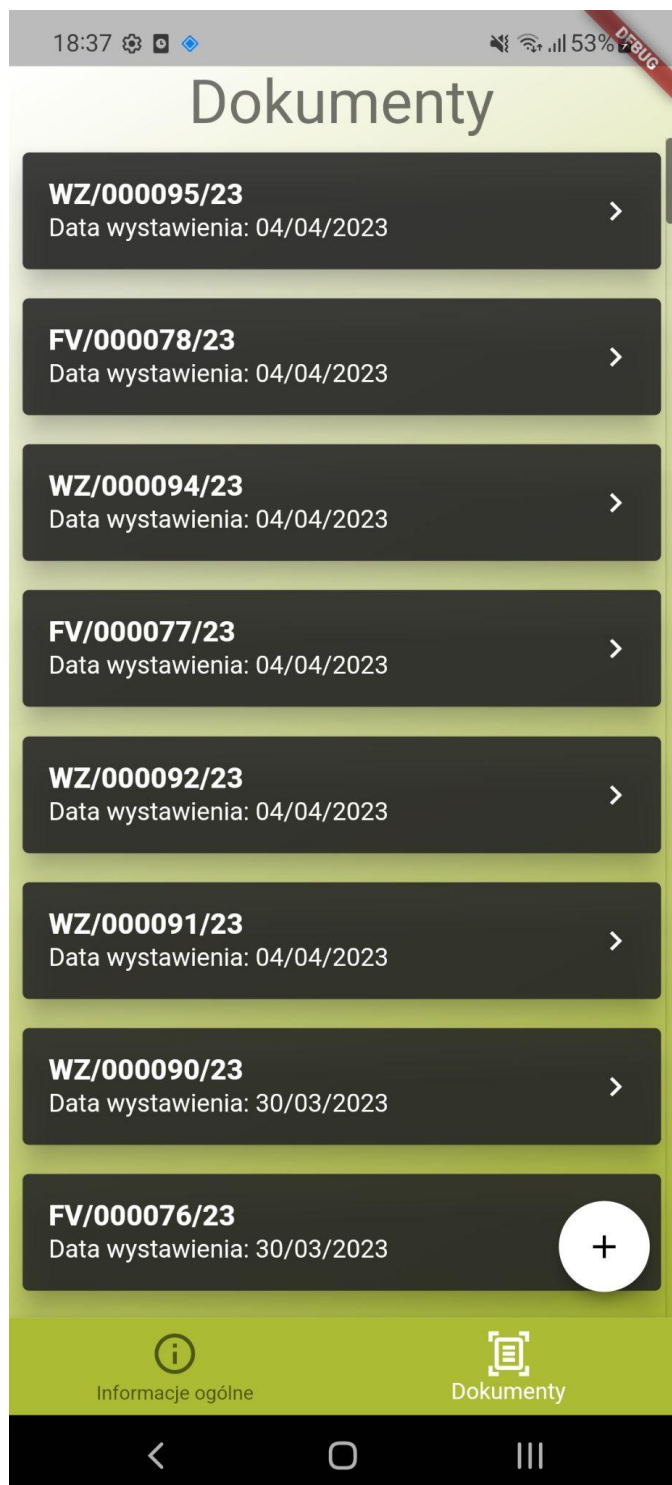 18:37
53%
DEBUG
Dokumenty
WZ/000095/23
Data wystawienia: 04/04/2023
FV/000078/23
Data wystawienia: 04/04/2023
WZ/000094/23
Data wystawienia: 04/04/2023
FV/000077/23
Data wystawienia: 04/04/2023
WZ/000092/23
Data wystawienia: 04/04/2023
WZ/000091/23
Data wystawienia: 04/04/2023
WZ/000090/23
Data wystawienia: 30/03/2023
FV/000076/23
Data wystawienia: 30/03/2023
Informacje ogólne
Dokumenty